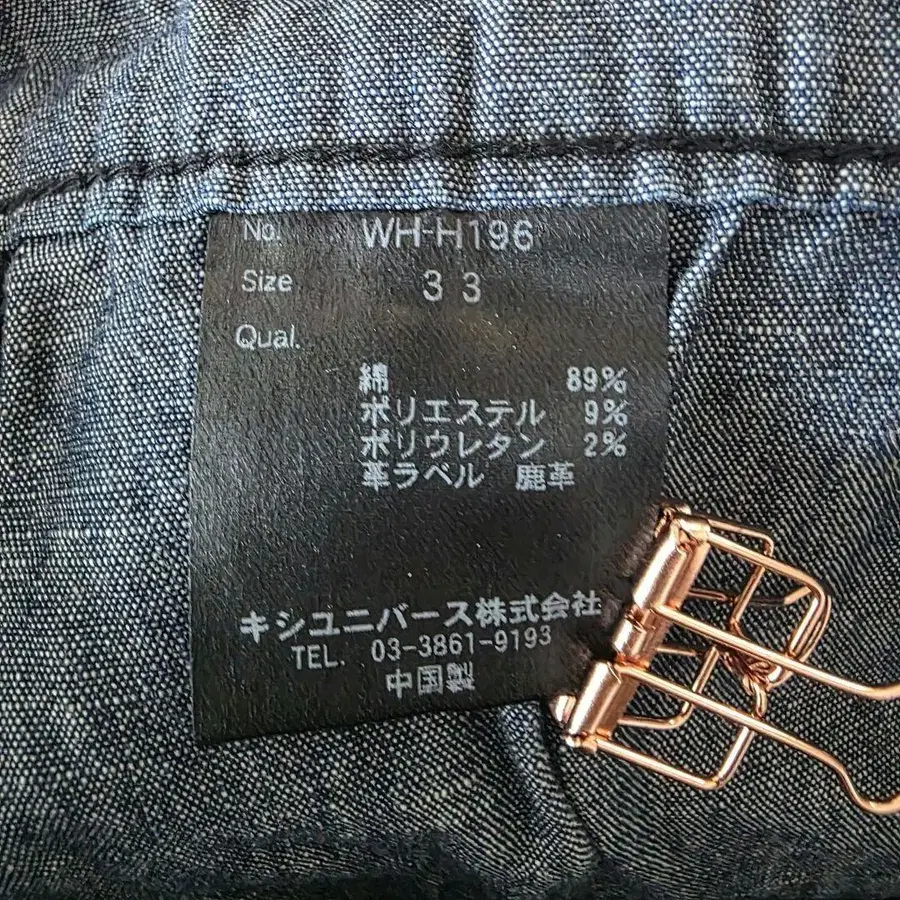 No. WH-H196
Size 33
Qual.
綿 89%
ポリエステル 9%
ポリウレタン 2%
革ラベル 鹿革
キシユニバース株式会社
TEL. 03-3861-9193
中国製